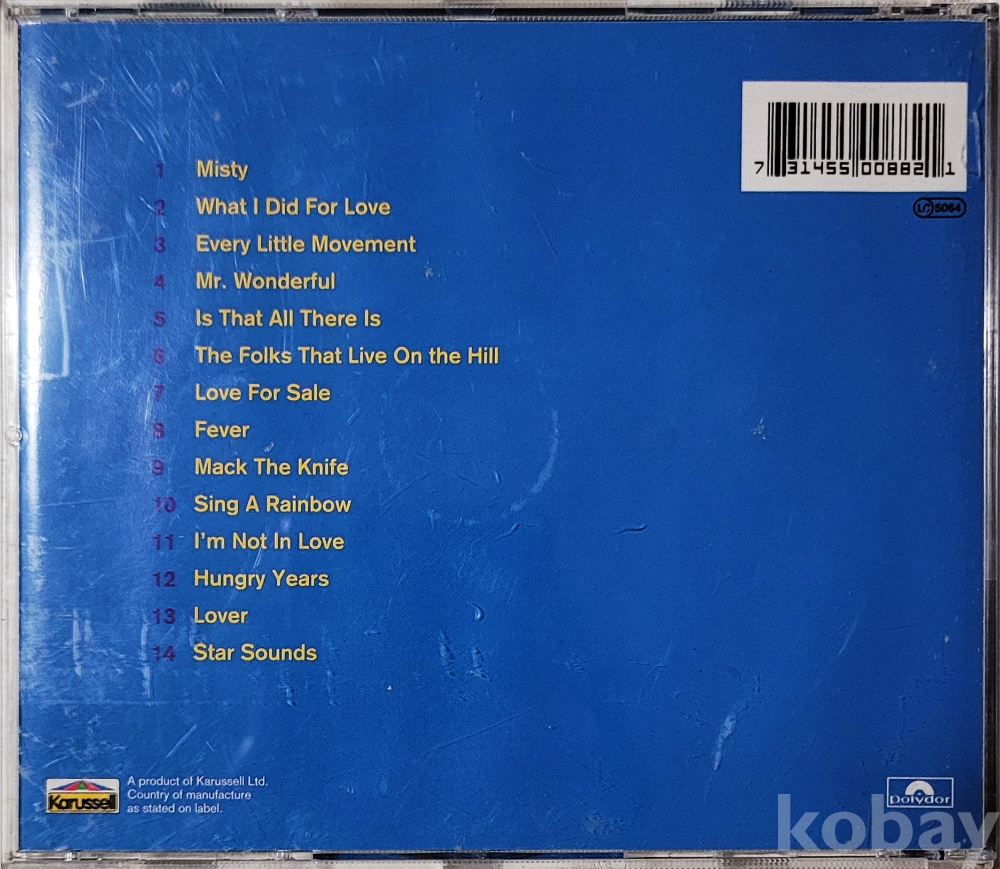 7 31455 00882 1
LC 5064
1 Misty
2 What I Did For Love
3 Every Little Movement
4 Mr. Wonderful
5 Is That All There Is
6 The Folks That Live On the Hill
7 Love For Sale
8 Fever
9 Mack The Knife
10 Sing A Rainbow
11 I'm Not In Love
12 Hungry Years
13 Lover
14 Star Sounds
Karussell
A product of Karussell Ltd.
Country of manufacture
as stated on label.
polydor
kobay